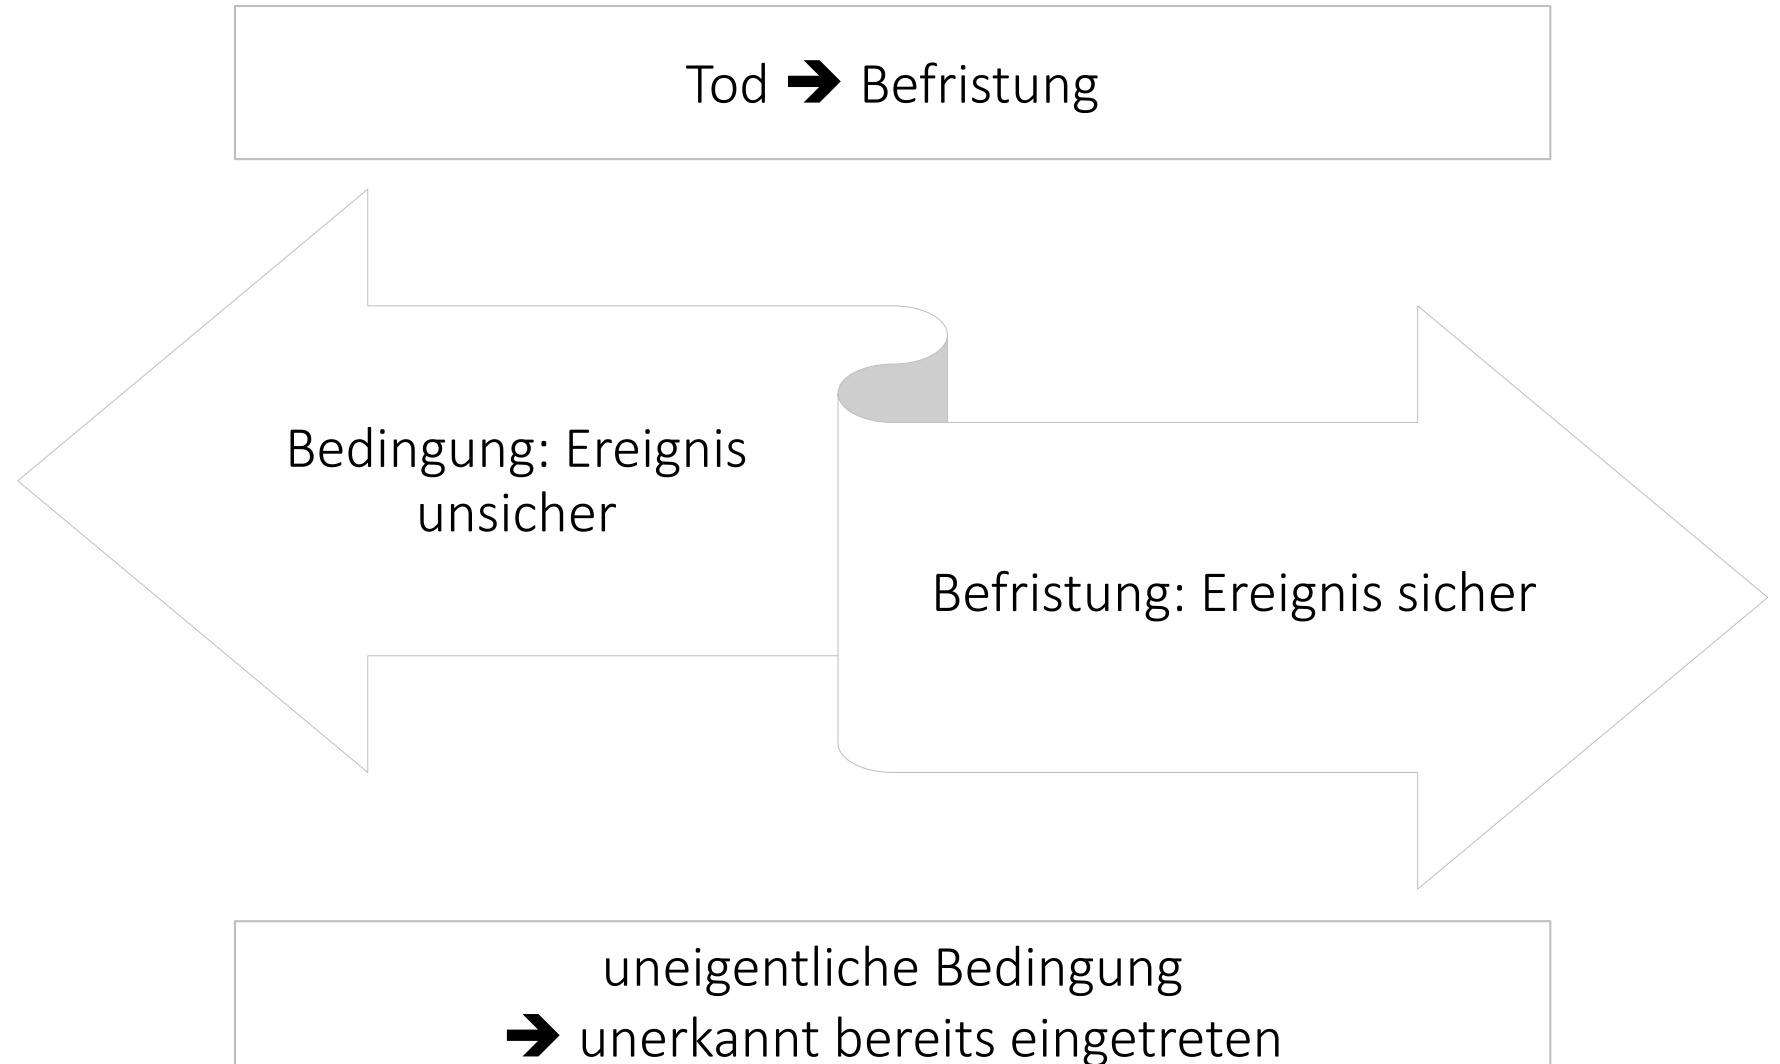 Tod ➔ Befristung
Bedingung: Ereignis
unsicher
Befristung: Ereignis sicher
uneigentliche Bedingung
➔ unerkannt bereits eingetreten